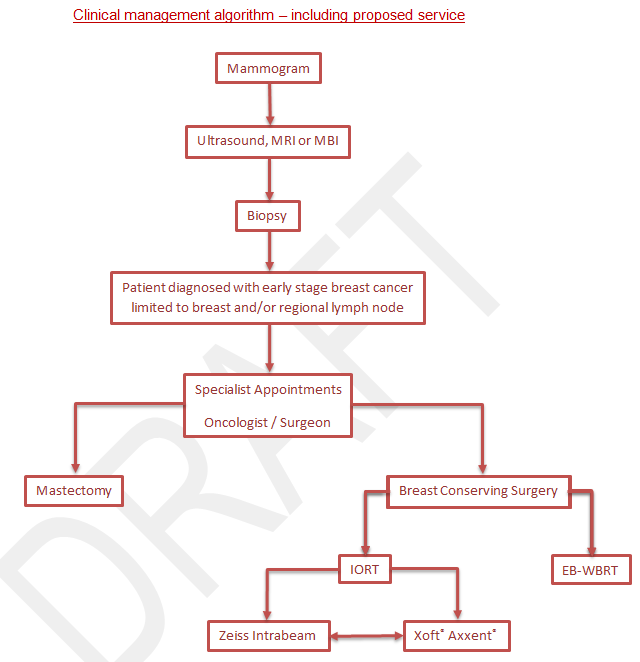 Clinical management algorithm – including proposed service
Mammogram
Ultrasound, MRI or MBI
Biopsy
Patient diagnosed with early stage breast cancer
limited to breast and/or regional lymph node
Specialist Appointments
Oncologist / Surgeon
Mastectomy
Breast Conserving Surgery
IORT
EB-WBRT
Zeiss Intrabeam
Xoft® Axxent®
DRAFT